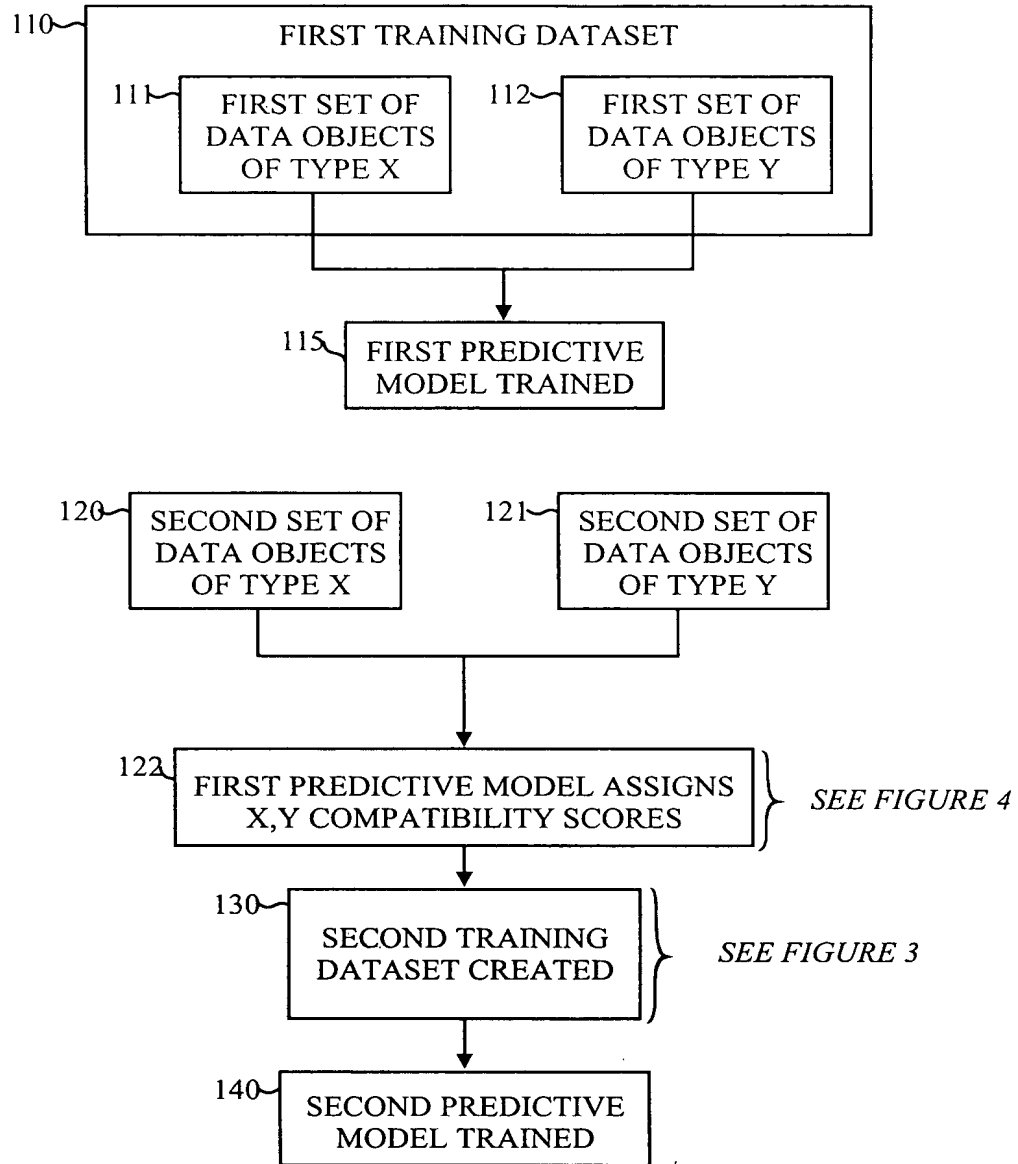 110
FIRST TRAINING DATASET
111
FIRST SET OF
DATA OBJECTS
OF TYPE X
112
FIRST SET OF
DATA OBJECTS
OF TYPE Y
115
FIRST PREDICTIVE
MODEL TRAINED
120
SECOND SET OF
DATA OBJECTS
OF TYPE X
121
SECOND SET OF
DATA OBJECTS
OF TYPE Y
122
FIRST PREDICTIVE MODEL ASSIGNS
X,Y COMPATIBILITY SCORES
SEE FIGURE 4
130
SECOND TRAINING
DATASET CREATED
SEE FIGURE 3
140
SECOND PREDICTIVE
MODEL TRAINED